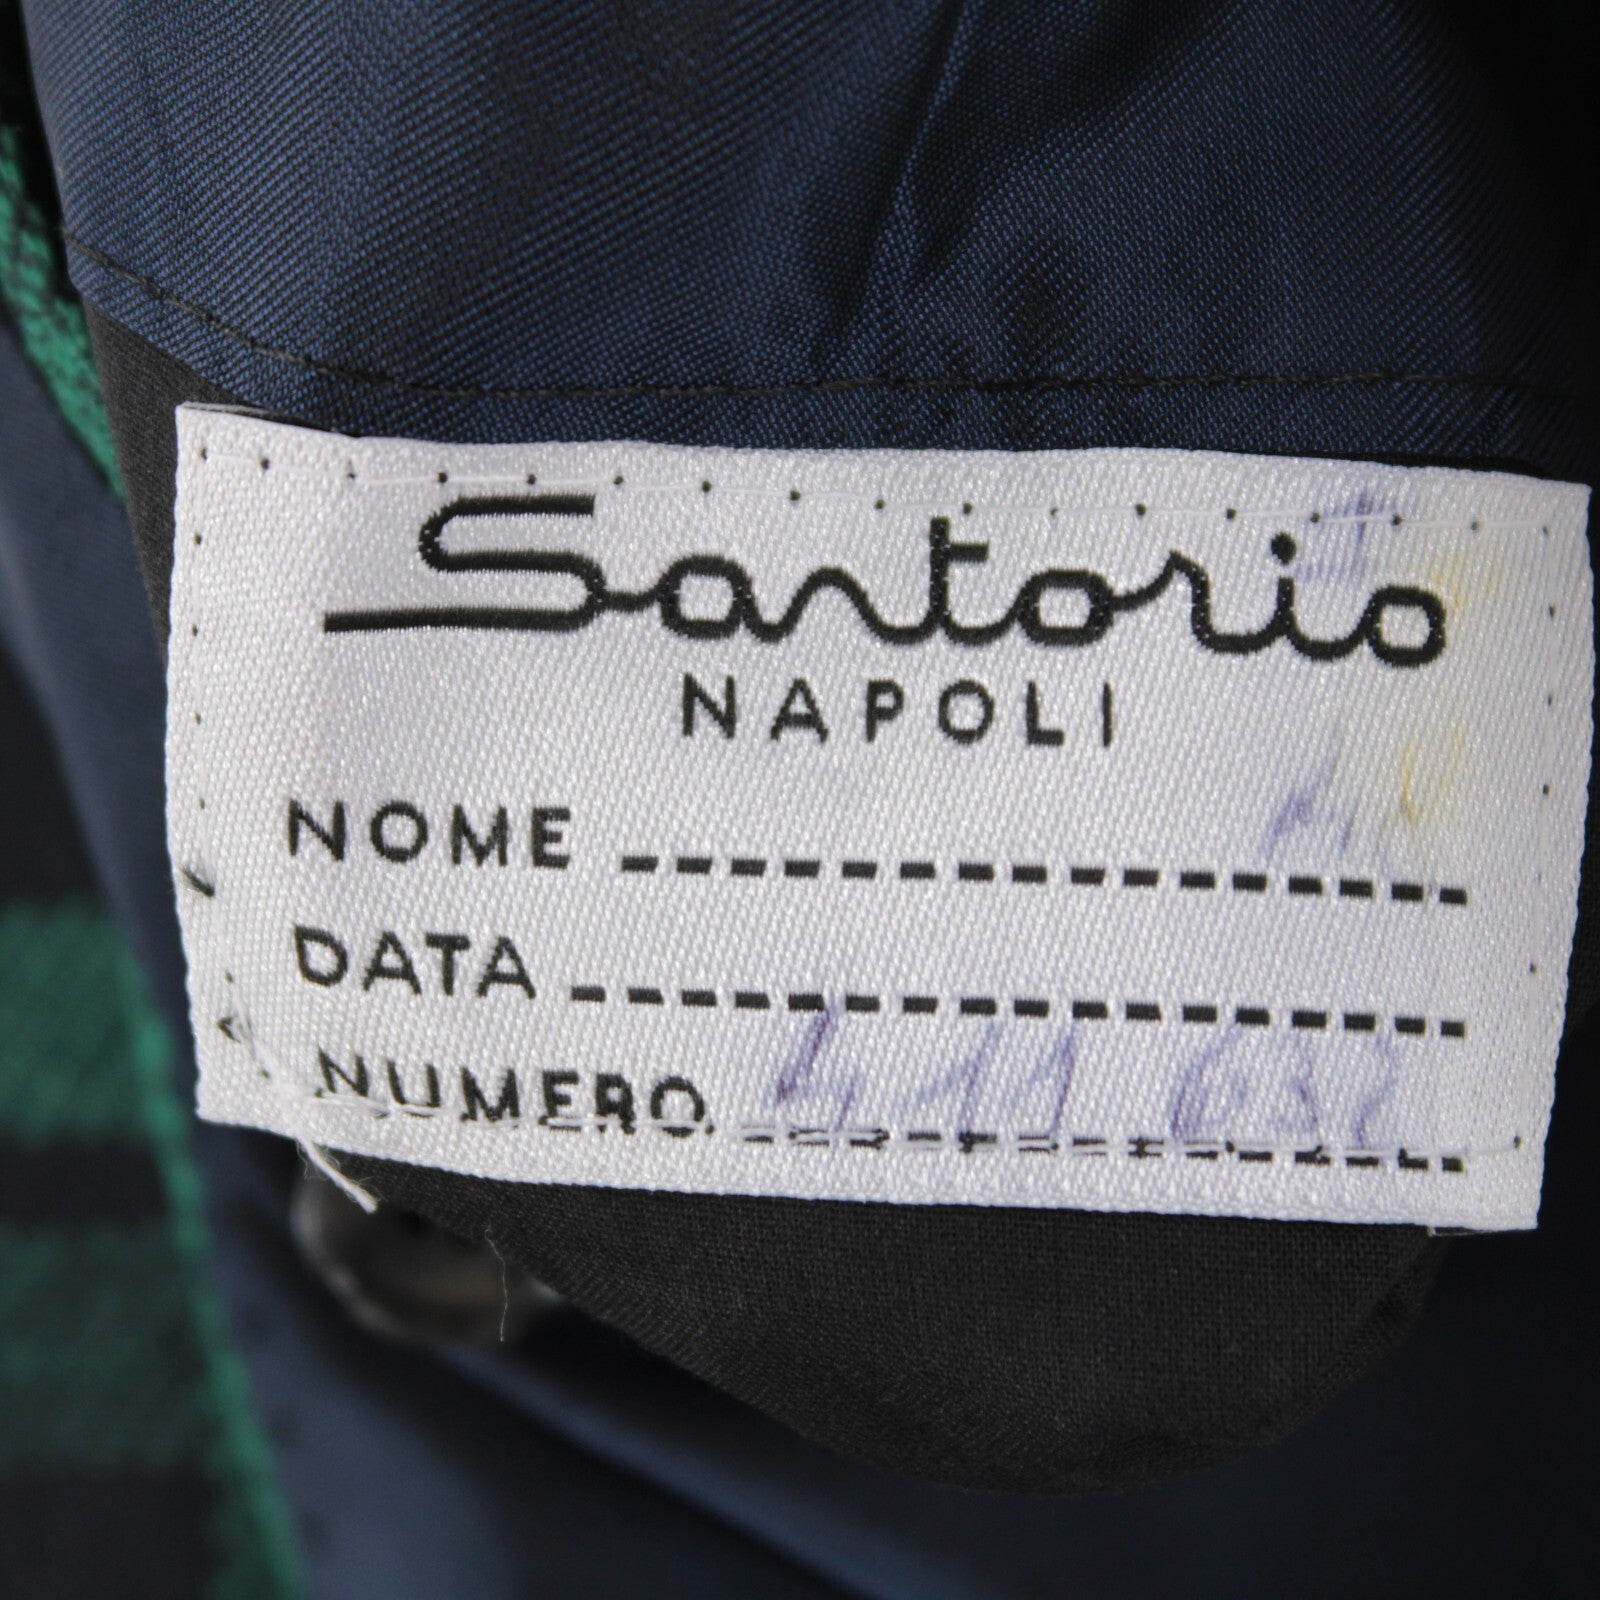 Sartorio
NAPOLI
NOME
DATA
NUMERO